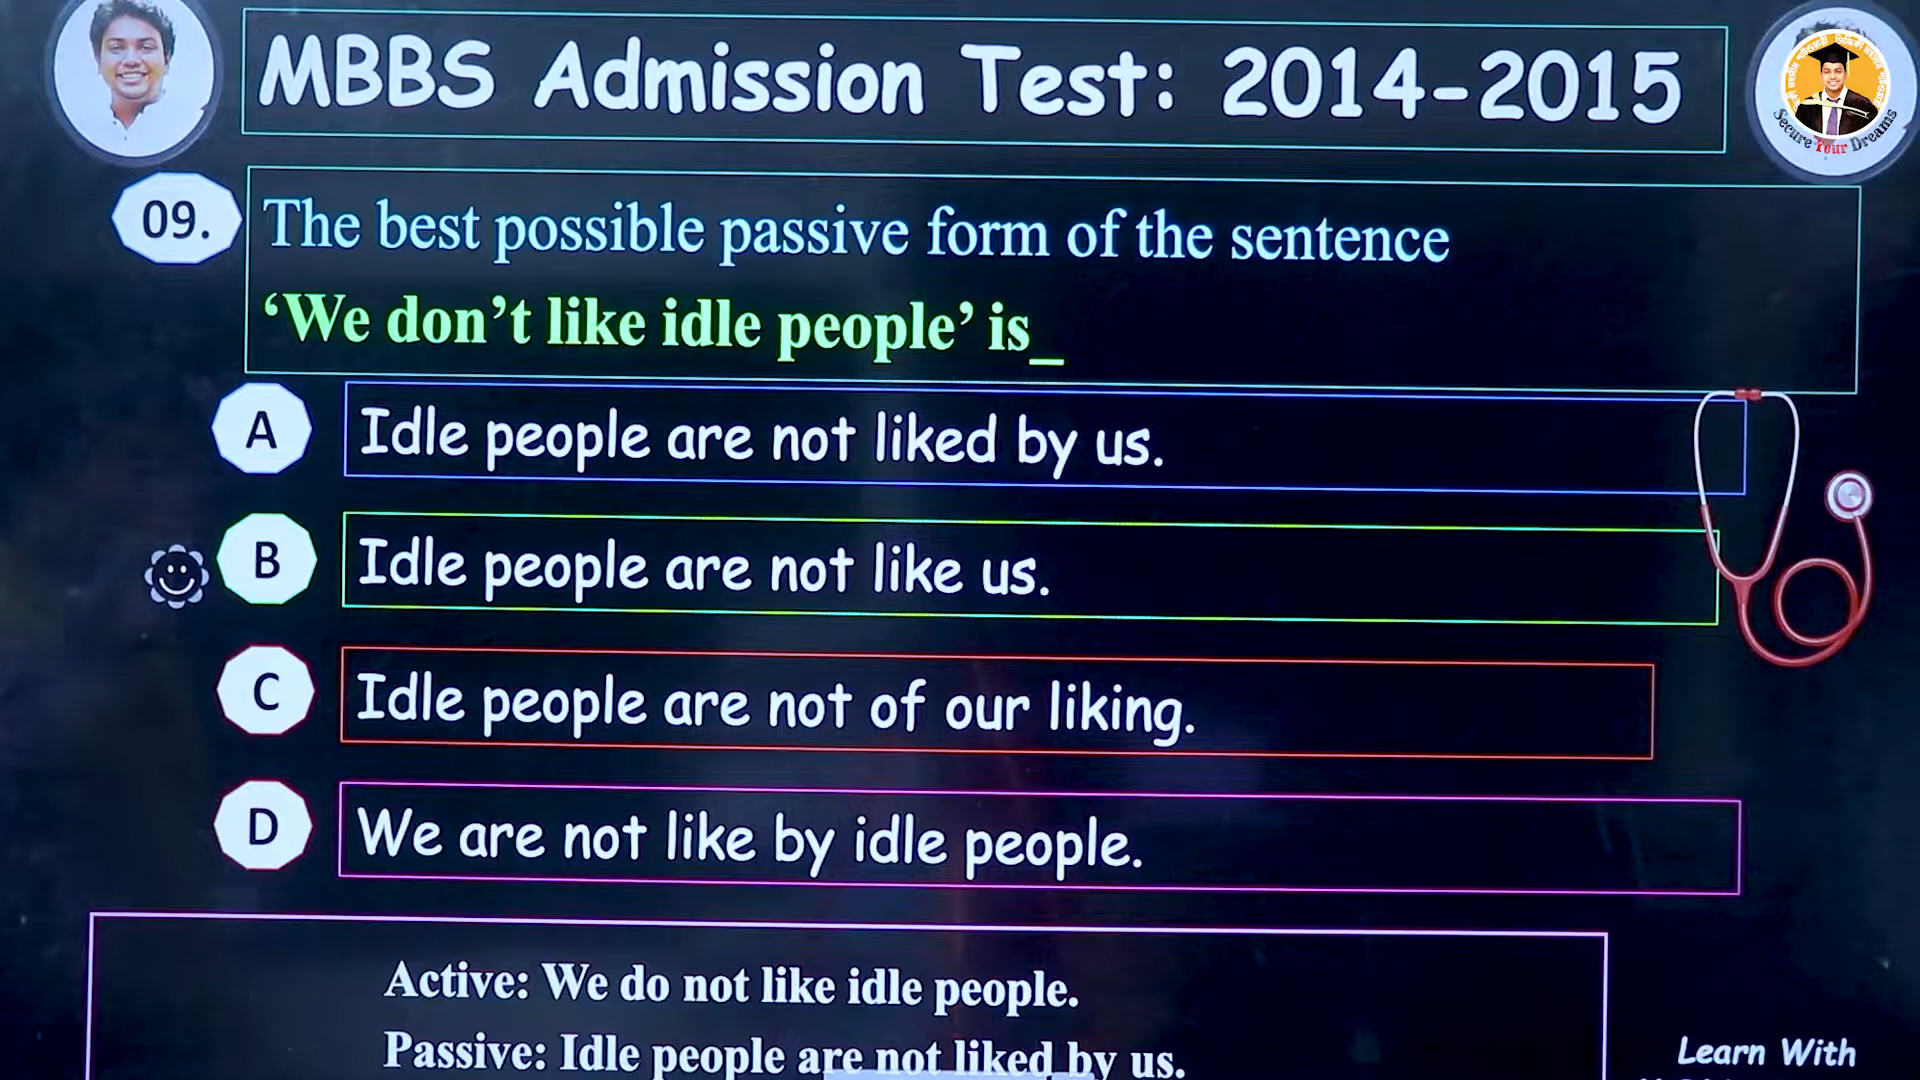 MBBS Admission Test: 2014-2015
Secure Your Dreams
09.
The best possible passive form of the sentence
‘We don’t like idle people’ is_
A
Idle people are not liked by us.
B
Idle people are not like us.
C
Idle people are not of our liking.
D
We are not like by idle people.
Active: We do not like idle people.
Passive: Idle people are not liked by us.
Learn With